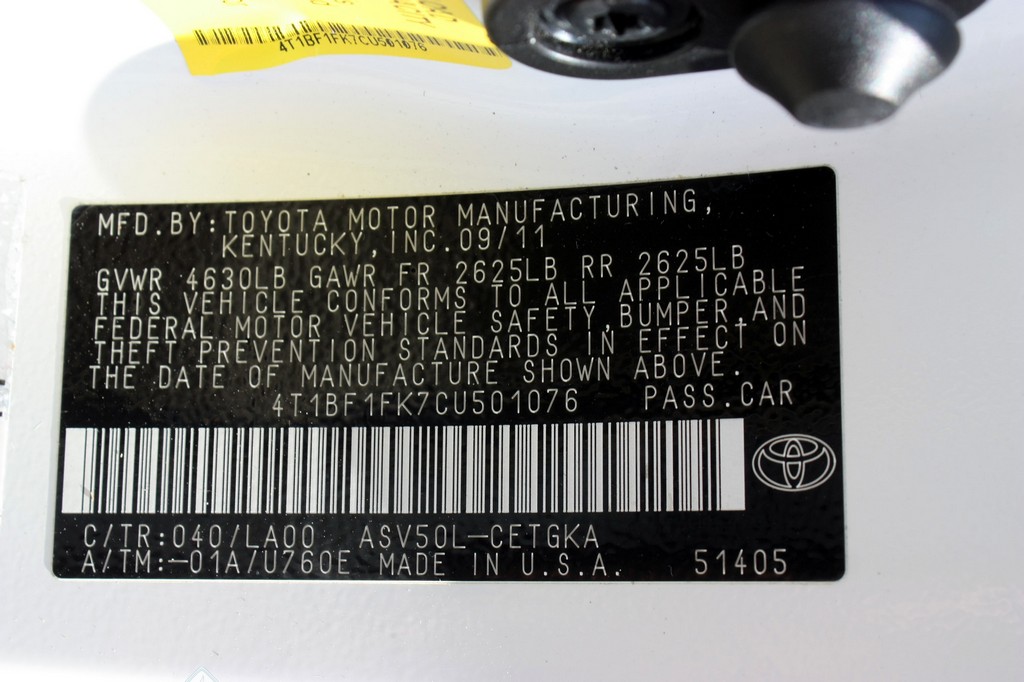 4T1BF1FK7CU501076
MFD.BY:TOYOTA MOTOR MANUFACTURING,
KENTUCKY,INC.09/11
GVWR 4630LB GAWR FR 2625LB RR 2625LB
THIS VEHICLE CONFORMS TO ALL APPLICABLE
FEDERAL MOTOR VEHICLE SAFETY,BUMPER,AND
THEFT PREVENTION STANDARDS IN EFFECT ON
THE DATE OF MANUFACTURE SHOWN ABOVE.
4T1BF1FK7CU501076 PASS.CAR
C/TR:040/LA00 ASV50L-CETGKA
A/TM:-01A/U760E MADE IN U.S.A. 51405